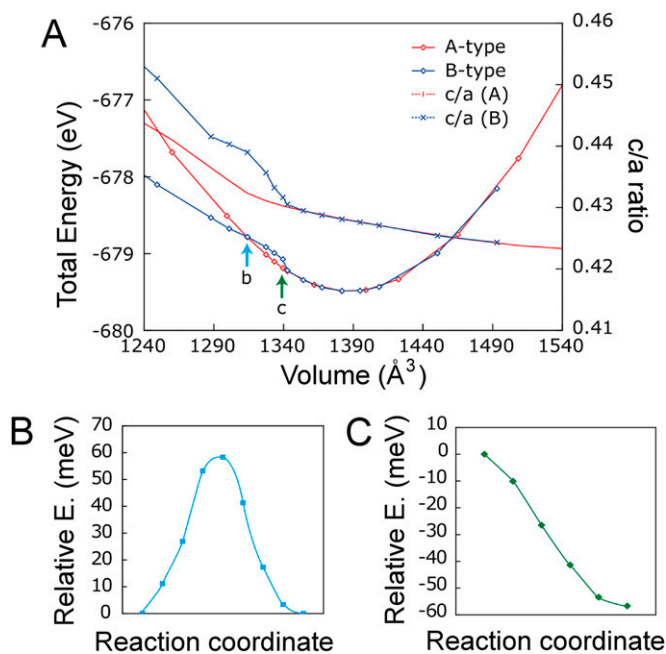 A
Total Energy (eV)
-676
-677
-678
-679
-680
A-type
B-type
c/a (A)
c/a (B)
b
c
0.46
0.45
0.44
0.43
0.42
0.41
c/a ratio
1240 1290 1340 1390 1440 1490 1540
Volume (Å³)
B
Relative E. (meV)
70
60
50
40
30
20
10
0
Reaction coordinate
C
Relative E. (meV)
10
0
-10
-20
-30
-40
-50
-60
Reaction coordinate